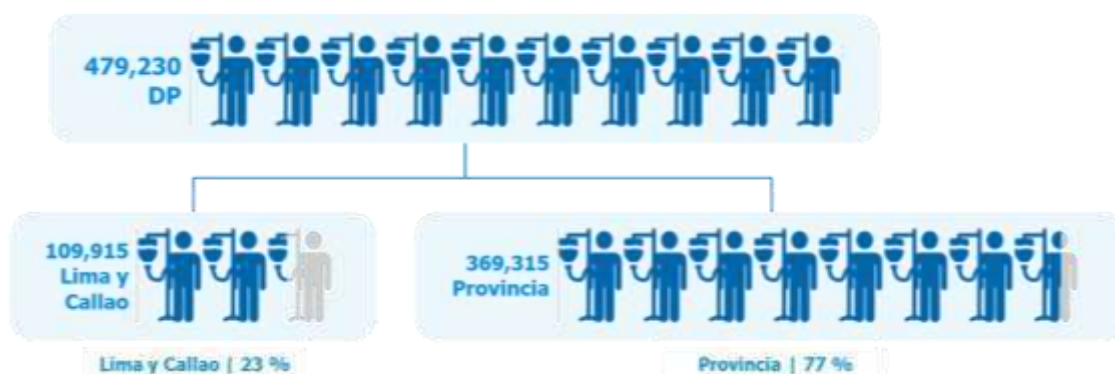 479,230
DP
109,915
Lima y
Callao
369,315
Provincia
Lima y Callao | 23 %
Provincia | 77 %